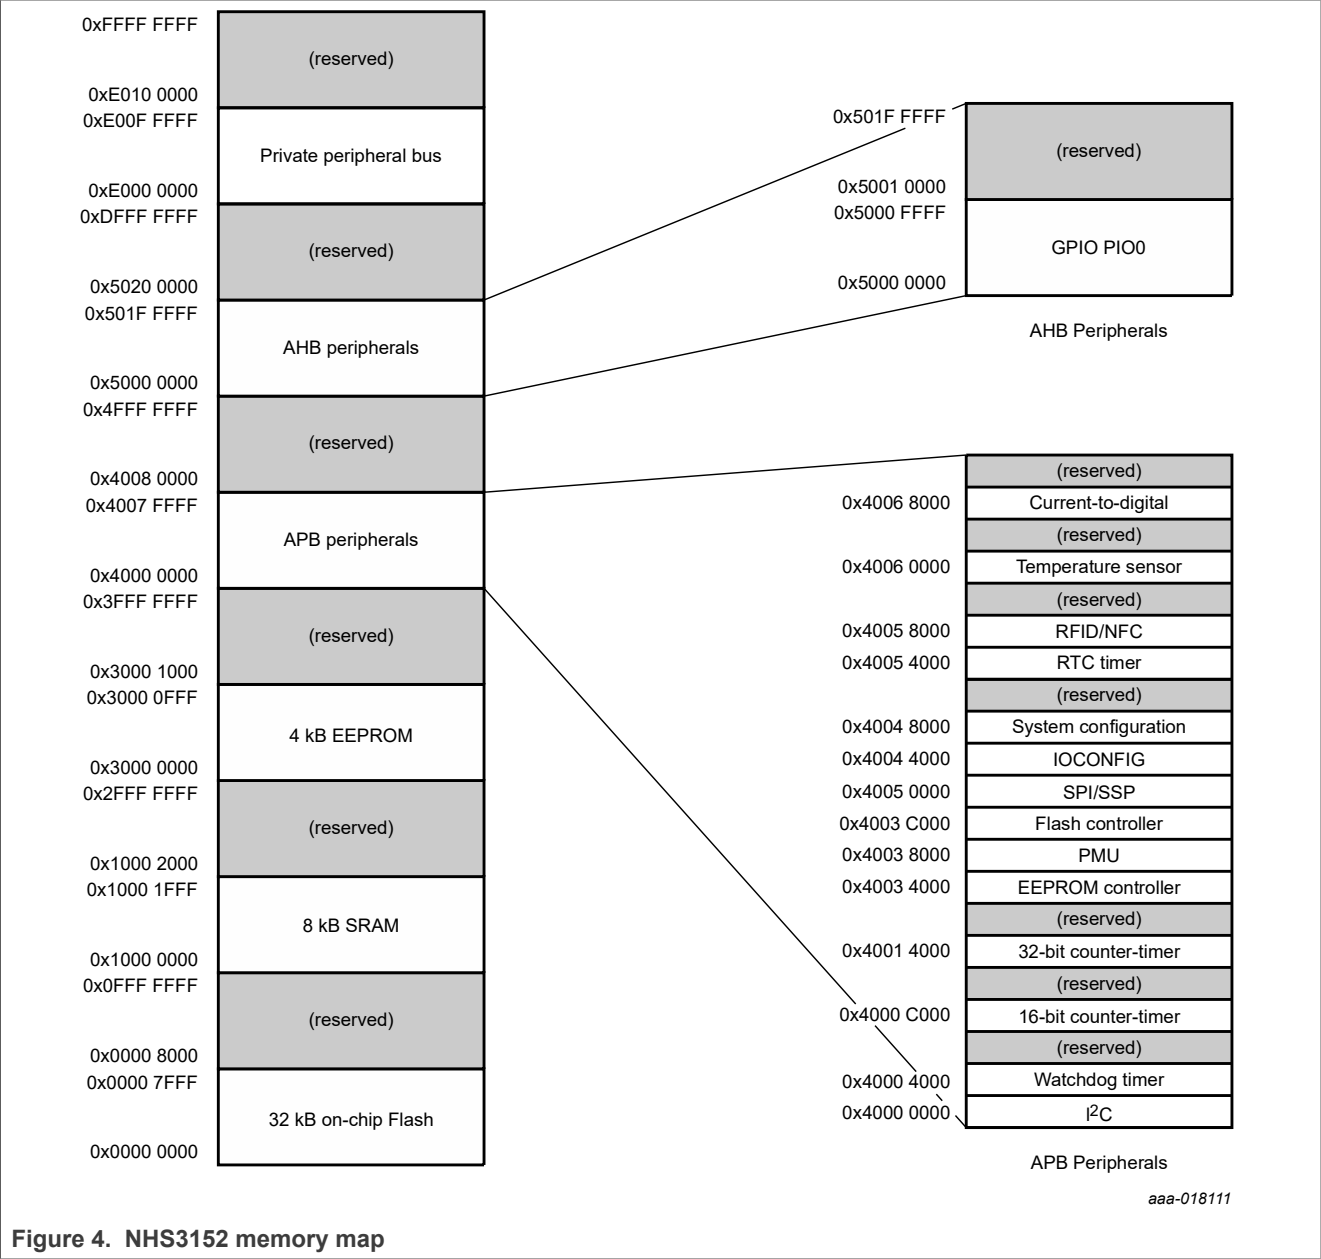 0xFFFF FFFF
(reserved)
0xE010 0000
0xE00F FFFF
Private peripheral bus
0xE000 0000
0xDFFF FFFF
(reserved)
0x5020 0000
0x501F FFFF
AHB peripherals
0x5000 0000
0x4FFF FFFF
(reserved)
0x4008 0000
0x4007 FFFF
APB peripherals
0x4000 0000
0x3FFF FFFF
(reserved)
0x3000 1000
0x3000 0FFF
4 kB EEPROM
0x3000 0000
0x2FFF FFFF
(reserved)
0x1000 2000
0x1000 1FFF
8 kB SRAM
0x1000 0000
0x0FFF FFFF
(reserved)
0x0000 8000
0x0000 7FFF
32 kB on-chip Flash
0x0000 0000
0x501F FFFF
(reserved)
0x5001 0000
0x5000 FFFF
GPIO PIO0
0x5000 0000
AHB Peripherals
(reserved)
0x4006 8000 Current-to-digital
(reserved)
0x4006 0000 Temperature sensor
(reserved)
0x4005 8000 RFID/NFC
0x4005 4000 RTC timer
(reserved)
0x4004 8000 System configuration
0x4004 4000 IOCONFIG
0x4005 0000 SPI/SSP
0x4003 C000 Flash controller
0x4003 8000 PMU
0x4003 4000 EEPROM controller
(reserved)
0x4001 4000 32-bit counter-timer
(reserved)
0x4000 C000 16-bit counter-timer
(reserved)
0x4000 4000 Watchdog timer
0x4000 0000 I²C
APB Peripherals
aaa-018111
Figure 4. NHS3152 memory map